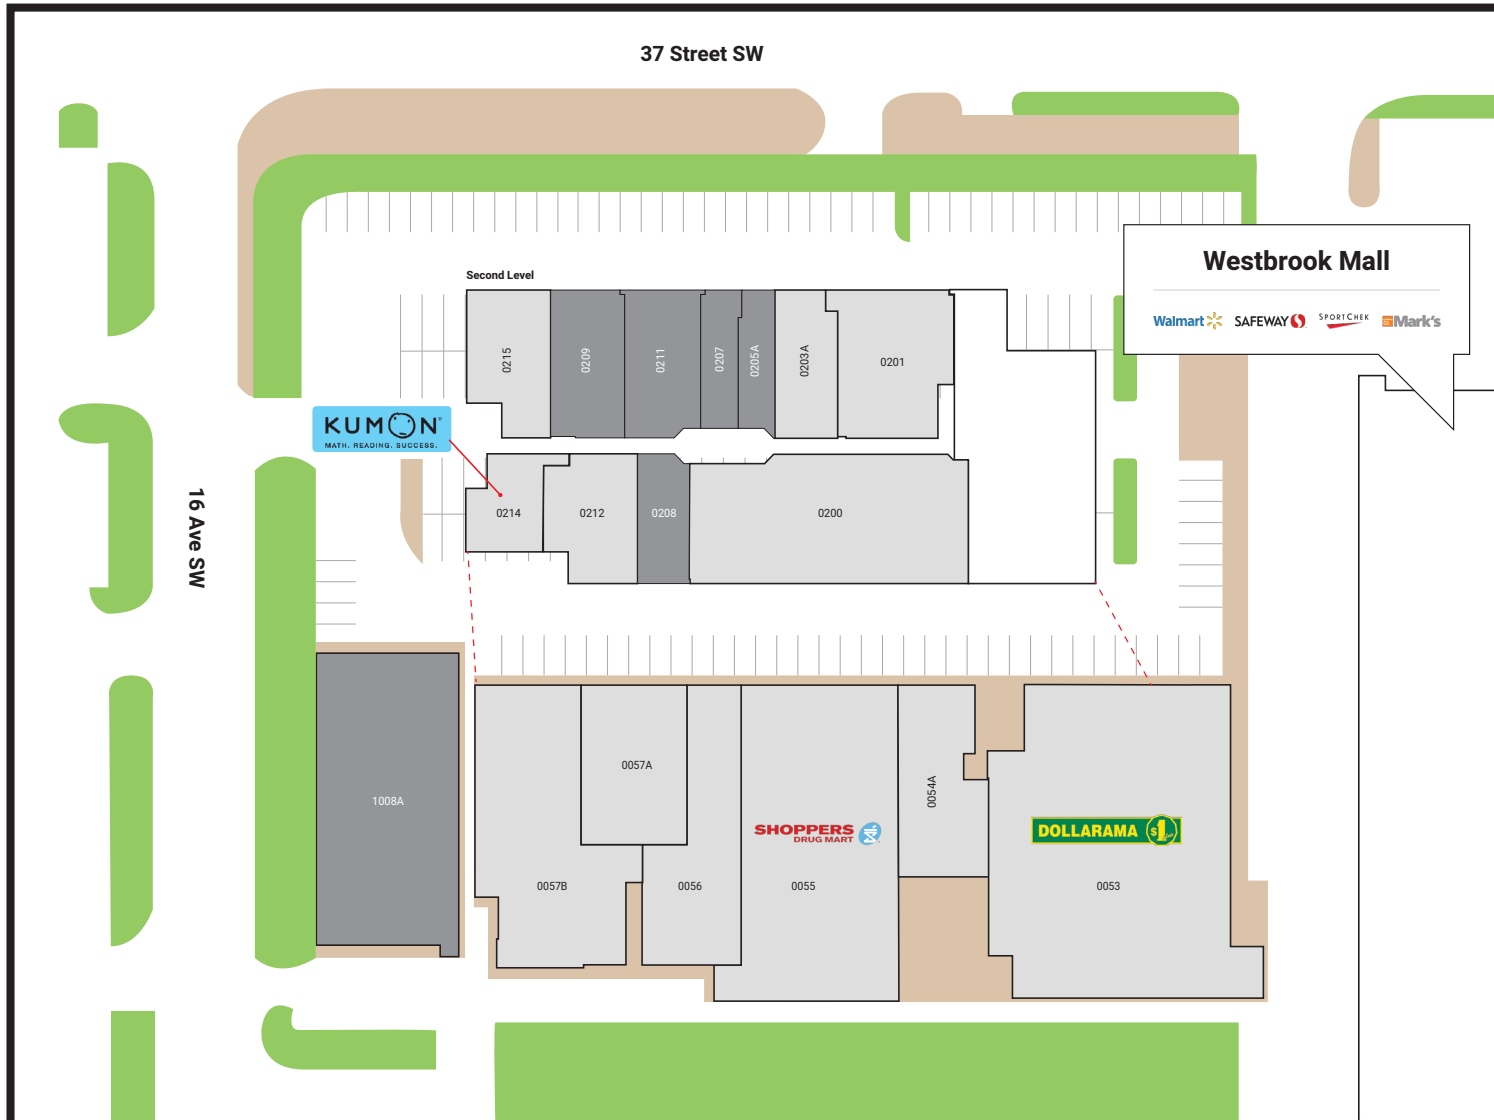 37 Street SW
Westbrook Mall
Walmart SAFEWAY SPORTCHEK Mark's
Second Level
0215
0209
0211
0207
0205A
0203A
0201
KUMON
MATH. READING. SUCCESS.
16 Ave SW
0214
0212
0208
0200
0057A
1008A
0054A
SHOPPERS
DRUG MART
DOLLARAMA $1
0057B
0056
0055
0053